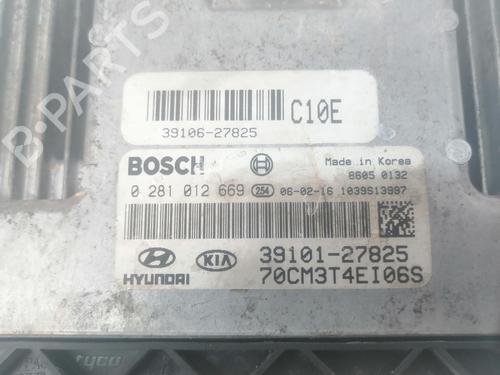 B-PARTS
C10E
39106-27825
BOSCH
Made in Korea
8605 0132
0 281 012 669 254 06-02-16 1039S13997
HYUNDAI
KIA
39101-27825
70CM3T4EI06S
tyco